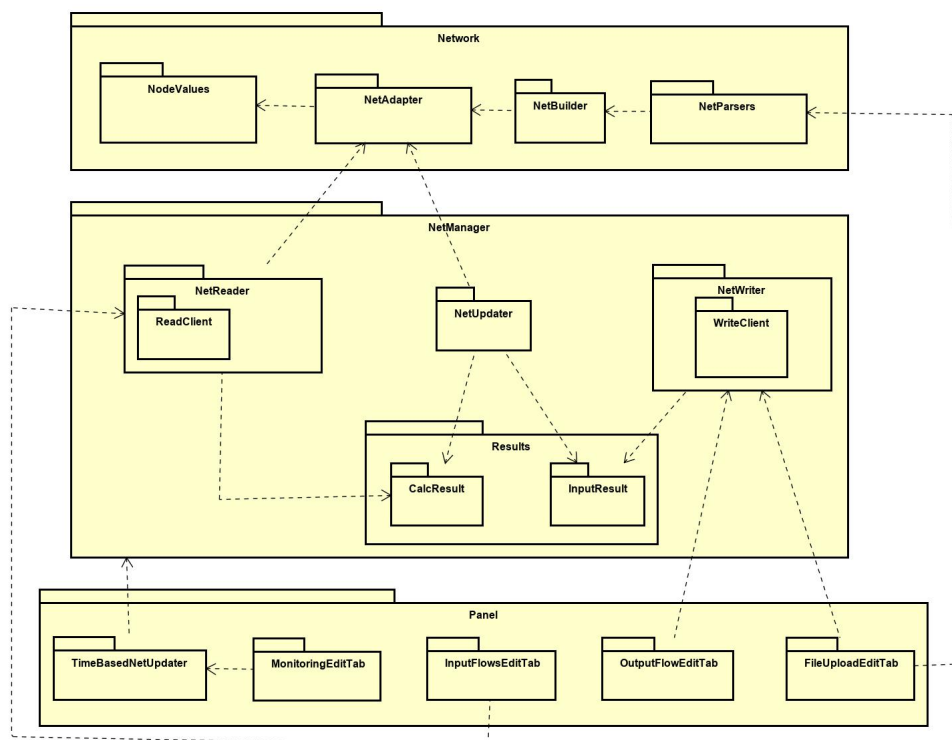 Network
NodeValues
NetAdapter
NetBuilder
NetParsers
NetManager
NetReader
ReadClient
NetUpdater
NetWriter
WriteClient
Results
CalcResult
InputResult
Panel
TimeBasedNetUpdater
MonitoringEditTab
InputFlowsEditTab
OutputFlowEditTab
FileUploadEditTab